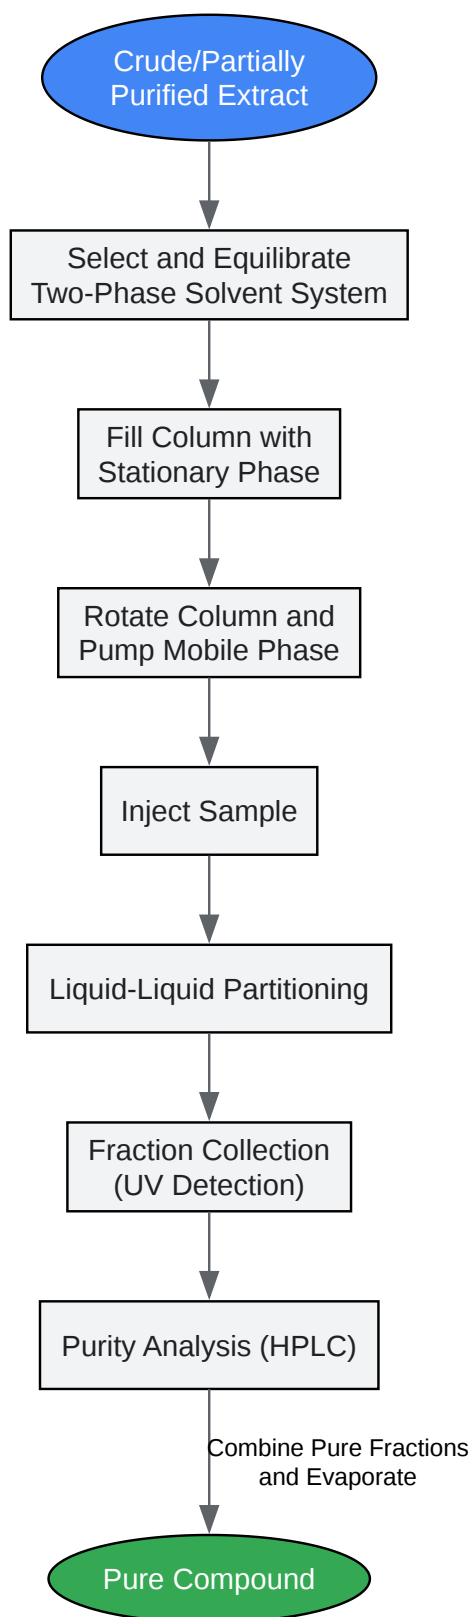 Crude/Partially
Purified Extract
Select and Equilibrate
Two-Phase Solvent System
Fill Column with
Stationary Phase
Rotate Column and
Pump Mobile Phase
Inject Sample
Liquid-Liquid Partitioning
Fraction Collection
(UV Detection)
Purity Analysis (HPLC)
Combine Pure Fractions
and Evaporate
Pure Compound